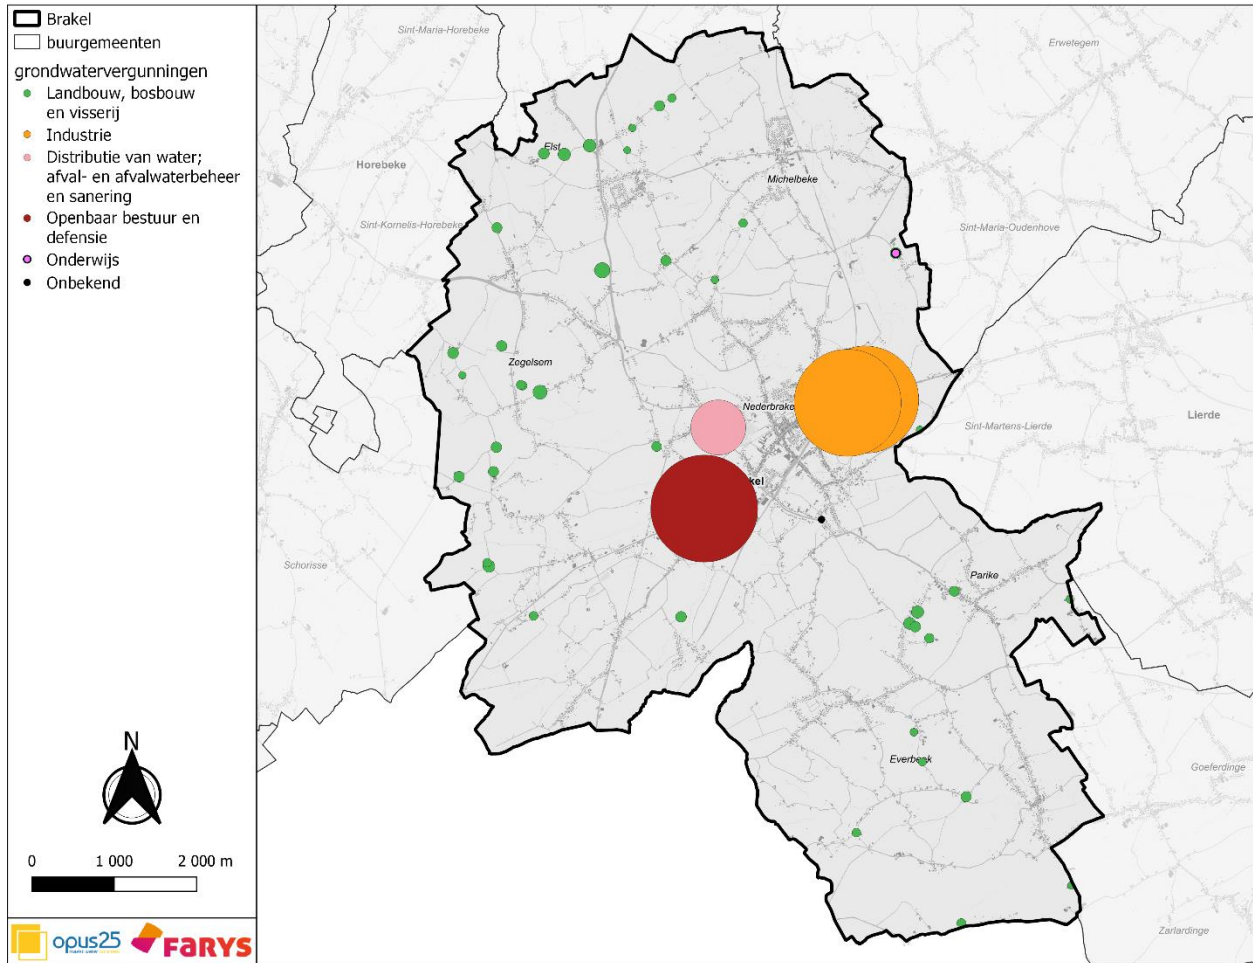 Brakel
buurgemeenten
grondwatervergunningen
Landbouw, bosbouw
en visserij
Industrie
Distributie van water;
afval- en afvalwaterbeheer
en sanering
Openbaar bestuur en
defensie
Onderwijs
Onbekend
N
0 1 000 2 000 m
opus25
FARYS
Sint-Maria-Horebeke
Erwetegem
Elst
Horebeke
Michelbeke
Sint-Kornelis-Horebeke
Sint-Maria-Oudenhove
Zegelsem
Nederbrakel
Lierde
Sint-Martens-Lierde
kel
Schorisse
Parike
Everbeek
Goeferdinge
Zarlardinge